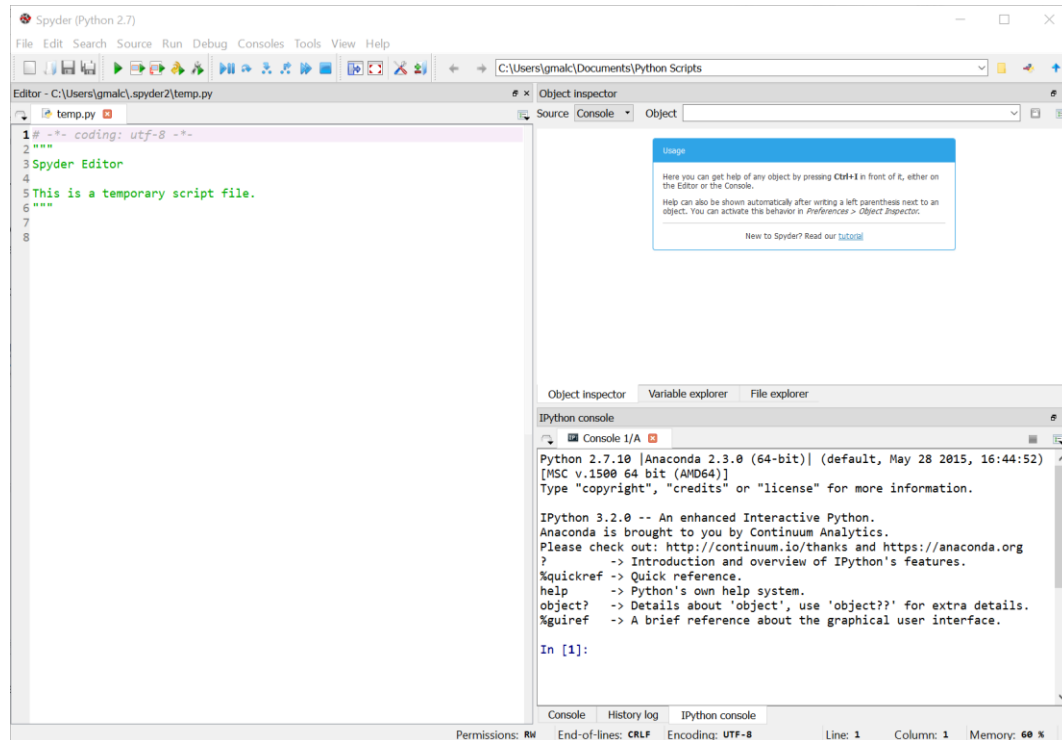 Spyder (Python 2.7)
File Edit Search Source Run Debug Consoles Tools View Help
C:\Users\gmalc\Documents\Python Scripts
Editor - C:\Users\gmalc\.spyder2\temp.py
temp.py
1 # -*- coding: utf-8 -*-
2 """
3 Spyder Editor
4
5 This is a temporary script file.
6 """
7
8
Object inspector
Source Console Object
Usage
Here you can get help of any object by pressing Ctrl+I in front of it, either on
the Editor or the Console.
Help can also be shown automatically after writing a left parenthesis next to an
object. You can activate this behavior in Preferences > Object Inspector.
New to Spyder? Read our tutorial
Object inspector Variable explorer File explorer
IPython console
Console 1/A
Python 2.7.10 |Anaconda 2.3.0 (64-bit)| (default, May 28 2015, 16:44:52)
[MSC v.1500 64 bit (AMD64)]
Type "copyright", "credits" or "license" for more information.
IPython 3.2.0 -- An enhanced Interactive Python.
Anaconda is brought to you by Continuum Analytics.
Please check out: http://continuum.io/thanks and https://anaconda.org
? -> Introduction and overview of IPython's features.
%quickref -> Quick reference.
help -> Python's own help system.
object? -> Details about 'object', use 'object??' for extra details.
%guiref -> A brief reference about the graphical user interface.
In [1]:
Console History log IPython console
Permissions: RW End-of-lines: CRLF Encoding: UTF-8 Line: 1 Column: 1 Memory: 60 %